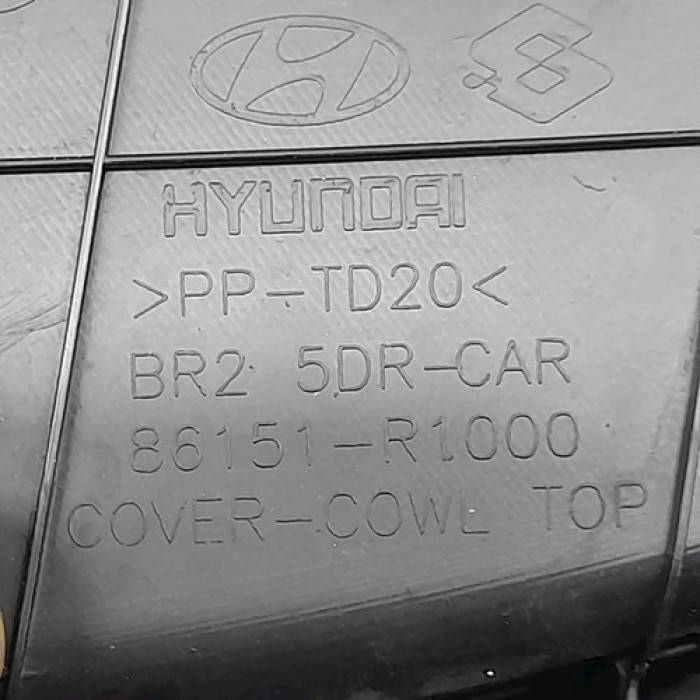 HYUNDAI
>PP-TD20<
BR2 5DR-CAR
86151-R1000
COVER-COWL TOP